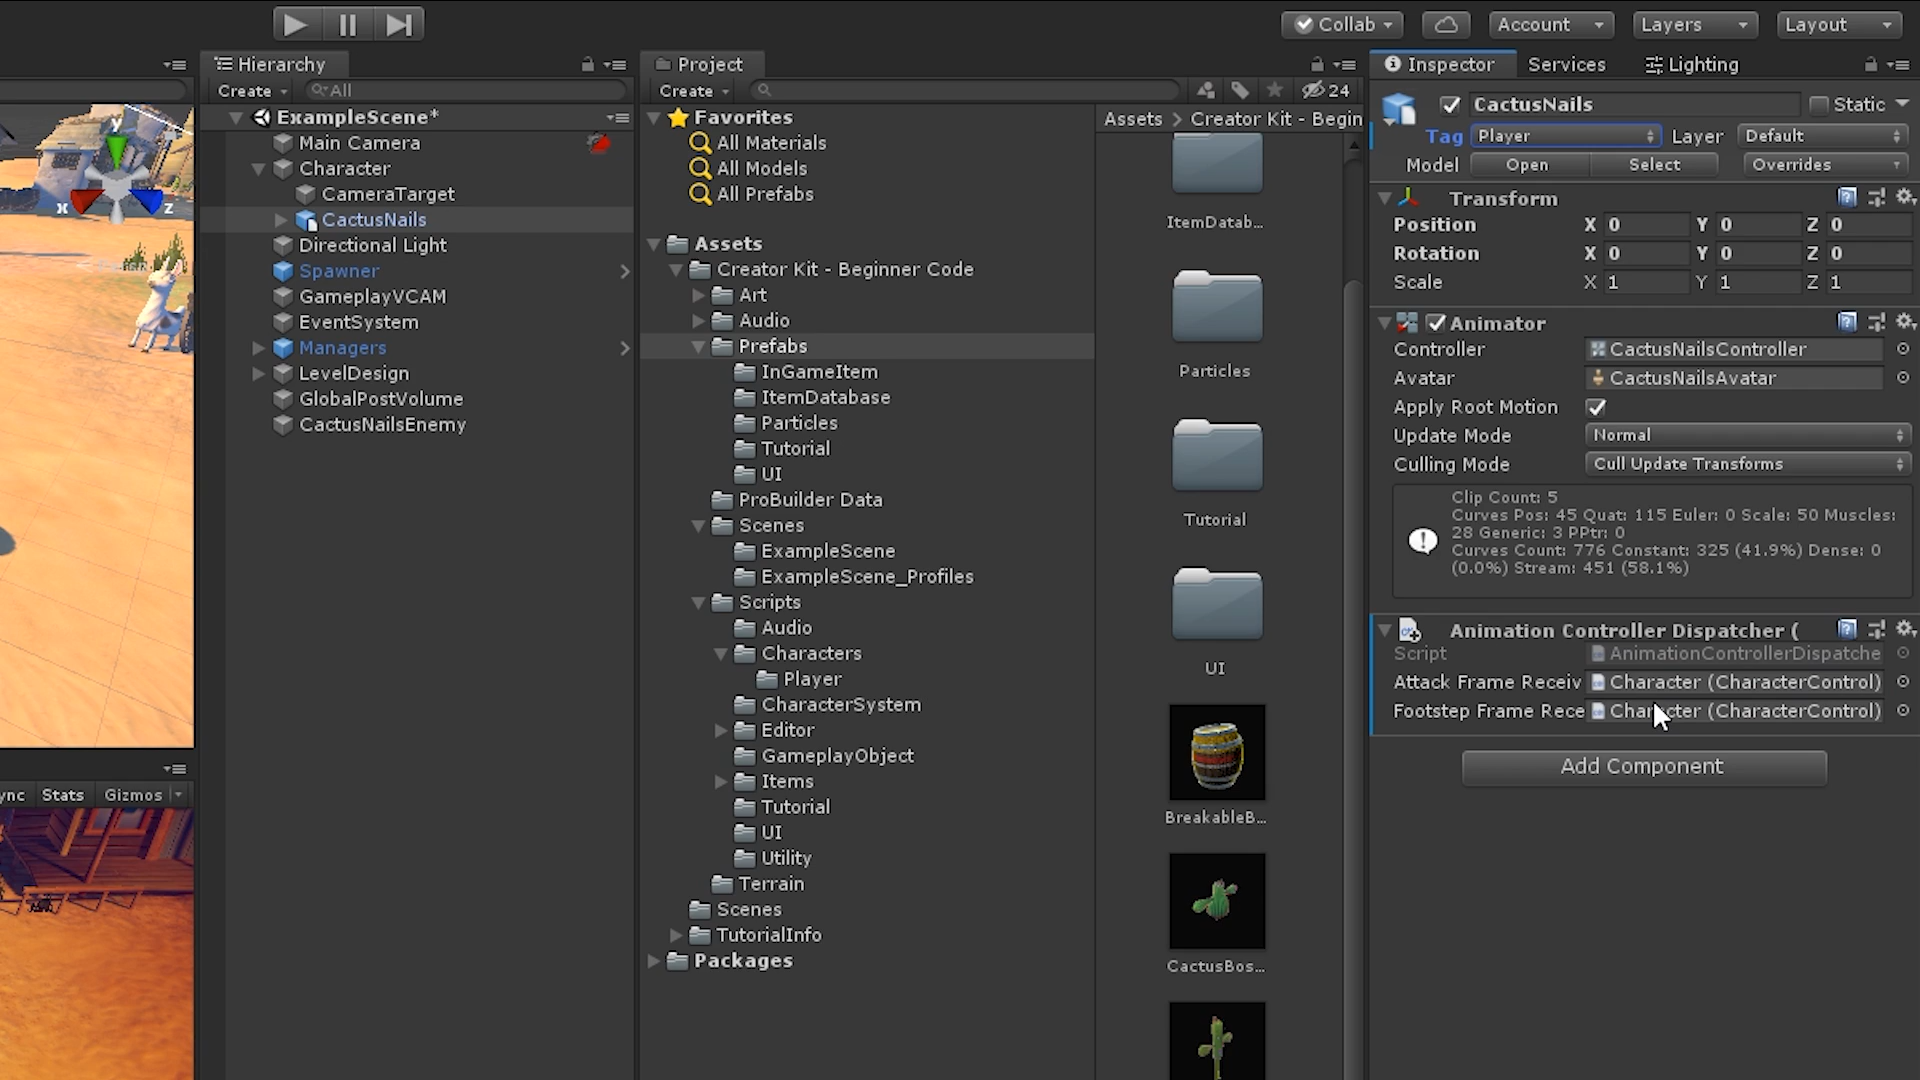 Collab
Account
Layers
Layout
Hierarchy
Create
All
ExampleScene*
Main Camera
Character
CameraTarget
CactusNails
Directional Light
Spawner
GameplayVCAM
EventSystem
Managers
LevelDesign
GlobalPostVolume
CactusNailsEnemy
y
x
z
Stats
Gizmos
Project
Create
24
Favorites
All Materials
All Models
All Prefabs
Assets
Creator Kit - Beginner Code
Art
Audio
Prefabs
InGameItem
ItemDatabase
Particles
Tutorial
UI
ProBuilder Data
Scenes
ExampleScene
ExampleScene_Profiles
Scripts
Audio
Characters
Player
CharacterSystem
Editor
GameplayObject
Items
Tutorial
UI
Utility
Terrain
Scenes
TutorialInfo
Packages
Assets > Creator Kit - Begin
ItemDatab...
Particles
Tutorial
UI
BreakableB...
CactusBos...
Inspector
Services
Lighting
CactusNails
Static
Tag Player Layer Default
Model Open Select Overrides
Transform
Position X 0 Y 0 Z 0
Rotation X 0 Y 0 Z 0
Scale X 1 Y 1 Z 1
Animator
Controller CactusNailsController
Avatar CactusNailsAvatar
Apply Root Motion
Update Mode Normal
Culling Mode Cull Update Transforms
Clip Count: 5
Curves Pos: 45 Quat: 115 Euler: 0 Scale: 50 Muscles:
28 Generic: 3 PPtr: 0
Curves Count: 776 Constant: 325 (41.9%) Dense: 0
(0.0%) Stream: 451 (58.1%)
Animation Controller Dispatcher (
Script AnimationControllerDispatche
Attack Frame Receiv Character (CharacterControl)
Footstep Frame Rece Character (CharacterControl)
Add Component